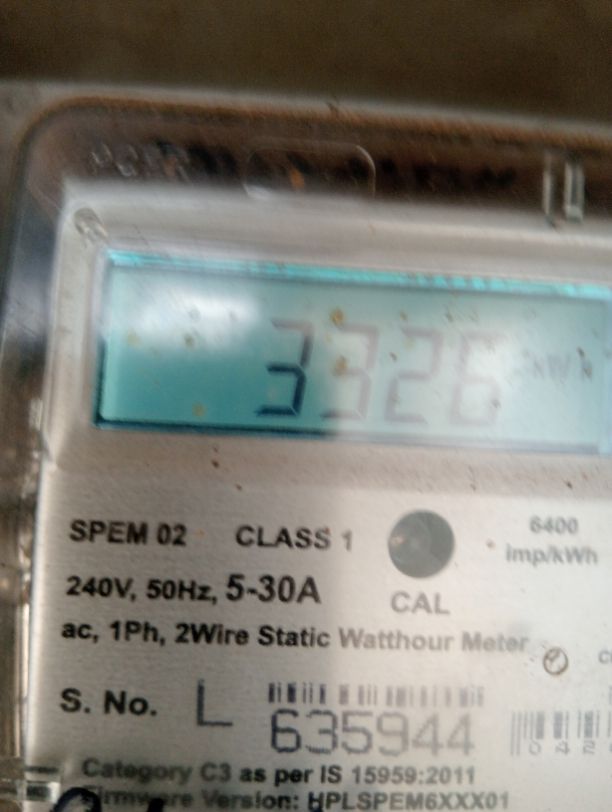 3326 kW h
SPEM 02 CLASS 1
6400
imp/kWh
240V, 50Hz, 5-30A
CAL
ac, 1Ph, 2Wire Static Watthour Meter
S. No. L
635944
Category C3 as per IS 15959:2011
Firmware Version: HPLSPEM6XXX01